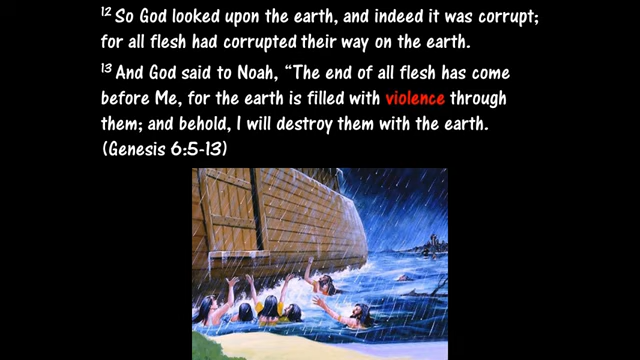 12 So God looked upon the earth, and indeed it was corrupt;
for all flesh had corrupted their way on the earth.
13 And God said to Noah, “The end of all flesh has come
before Me, for the earth is filled with violence through
them; and behold, I will destroy them with the earth.
(Genesis 6:5-13)